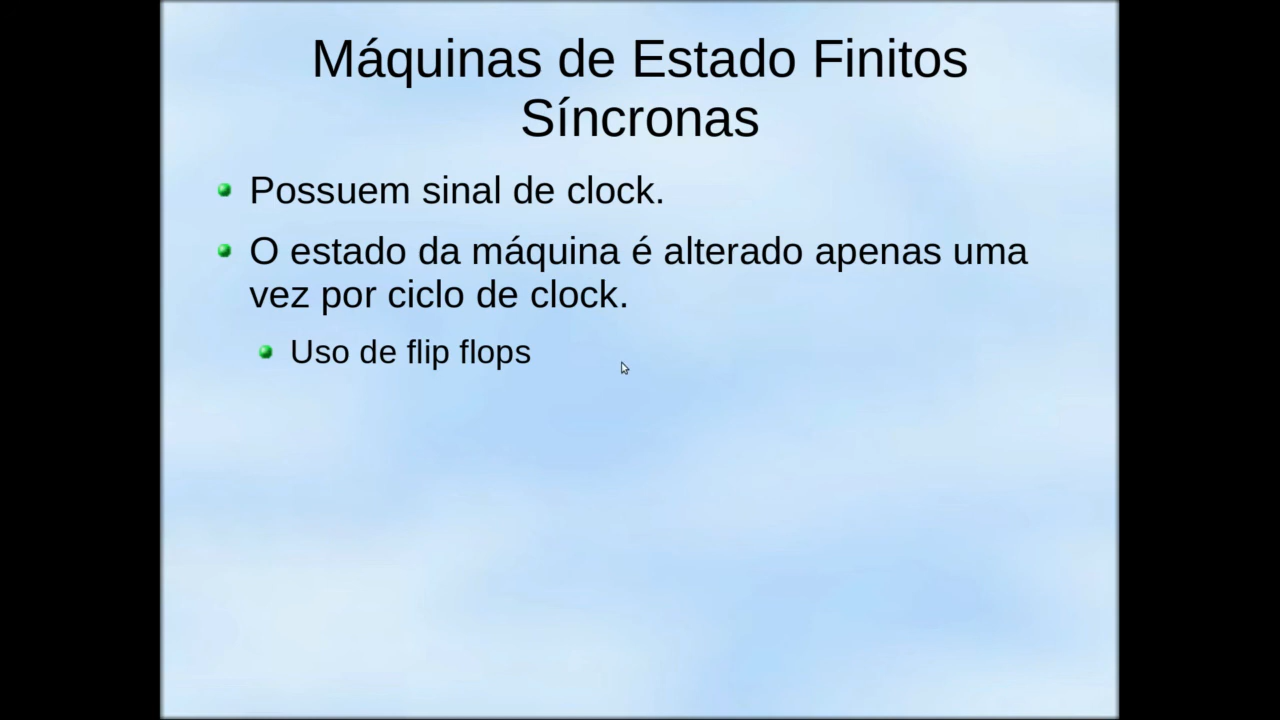 Máquinas de Estado Finitos
Síncronas
Possuem sinal de clock.
O estado da máquina é alterado apenas uma
vez por ciclo de clock.
Uso de flip flops